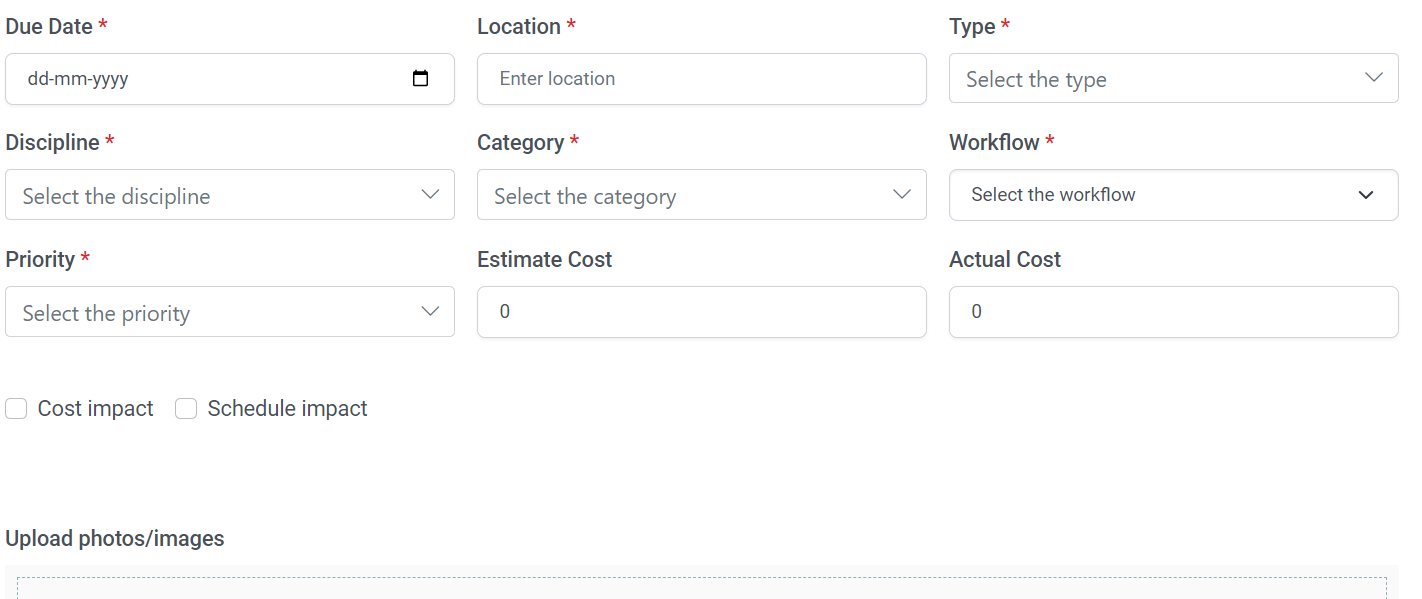 Due Date * Location * Type *
dd-mm-yyyy Enter location Select the type
Discipline * Category * Workflow *
Select the discipline Select the category Select the workflow
Priority * Estimate Cost Actual Cost
Select the priority 0 0
Cost impact Schedule impact
Upload photos/images